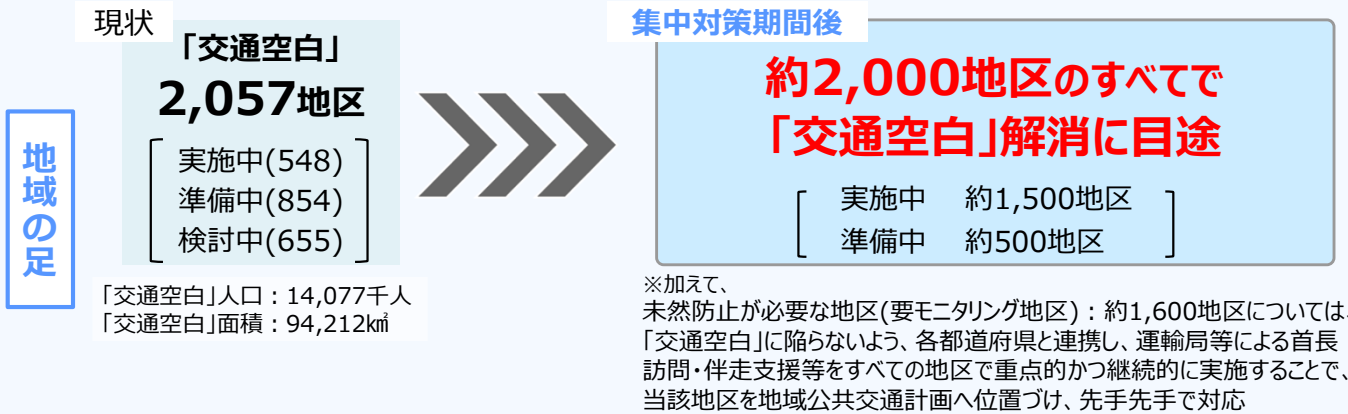 現状
「交通空白」
2,057地区
実施中(548)
準備中(854)
検討中(655)
地域の足
「交通空白」人口：14,077千人
「交通空白」面積：94,212㎢
集中対策期間後
約2,000地区のすべてで
「交通空白」解消に目途
実施中 約1,500地区
準備中 約500地区
※加えて、
未然防止が必要な地区(要モニタリング地区)：約1,600地区については、
「交通空白」に陥らないよう、各都道府県と連携し、運輸局等による首長
訪問・伴走支援等をすべての地区で重点的かつ継続的に実施することで、
当該地区を地域公共交通計画へ位置づけ、先手先手で対応